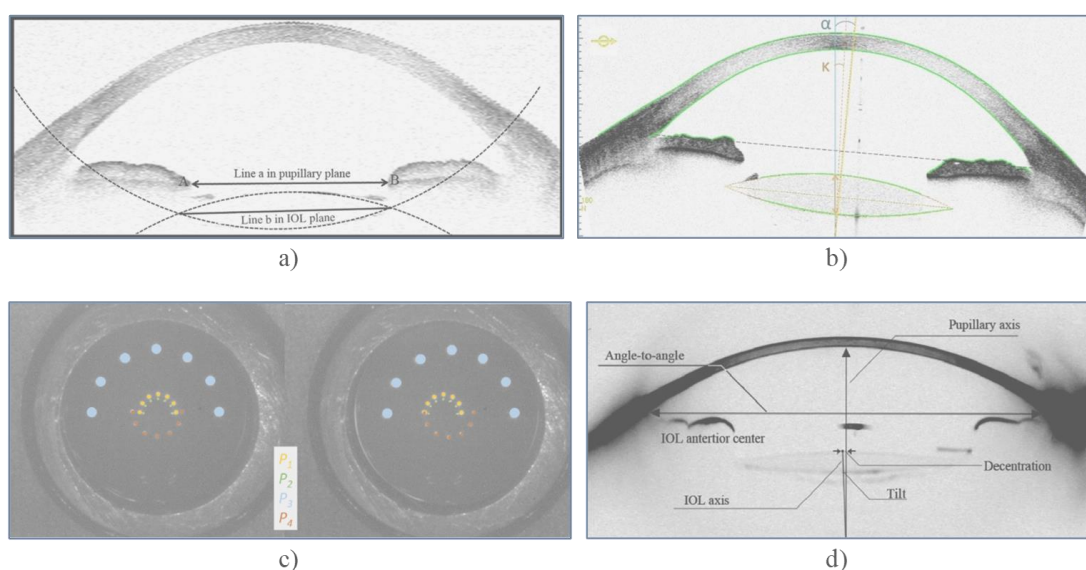 A
Line a in pupillary plane
B
Line b in IOL plane
a)
α
K
b)
P1
P2
P3
P4
c)
Pupillary axis
Angle-to-angle
IOL antertior center
Decentration
IOL axis
Tilt
d)